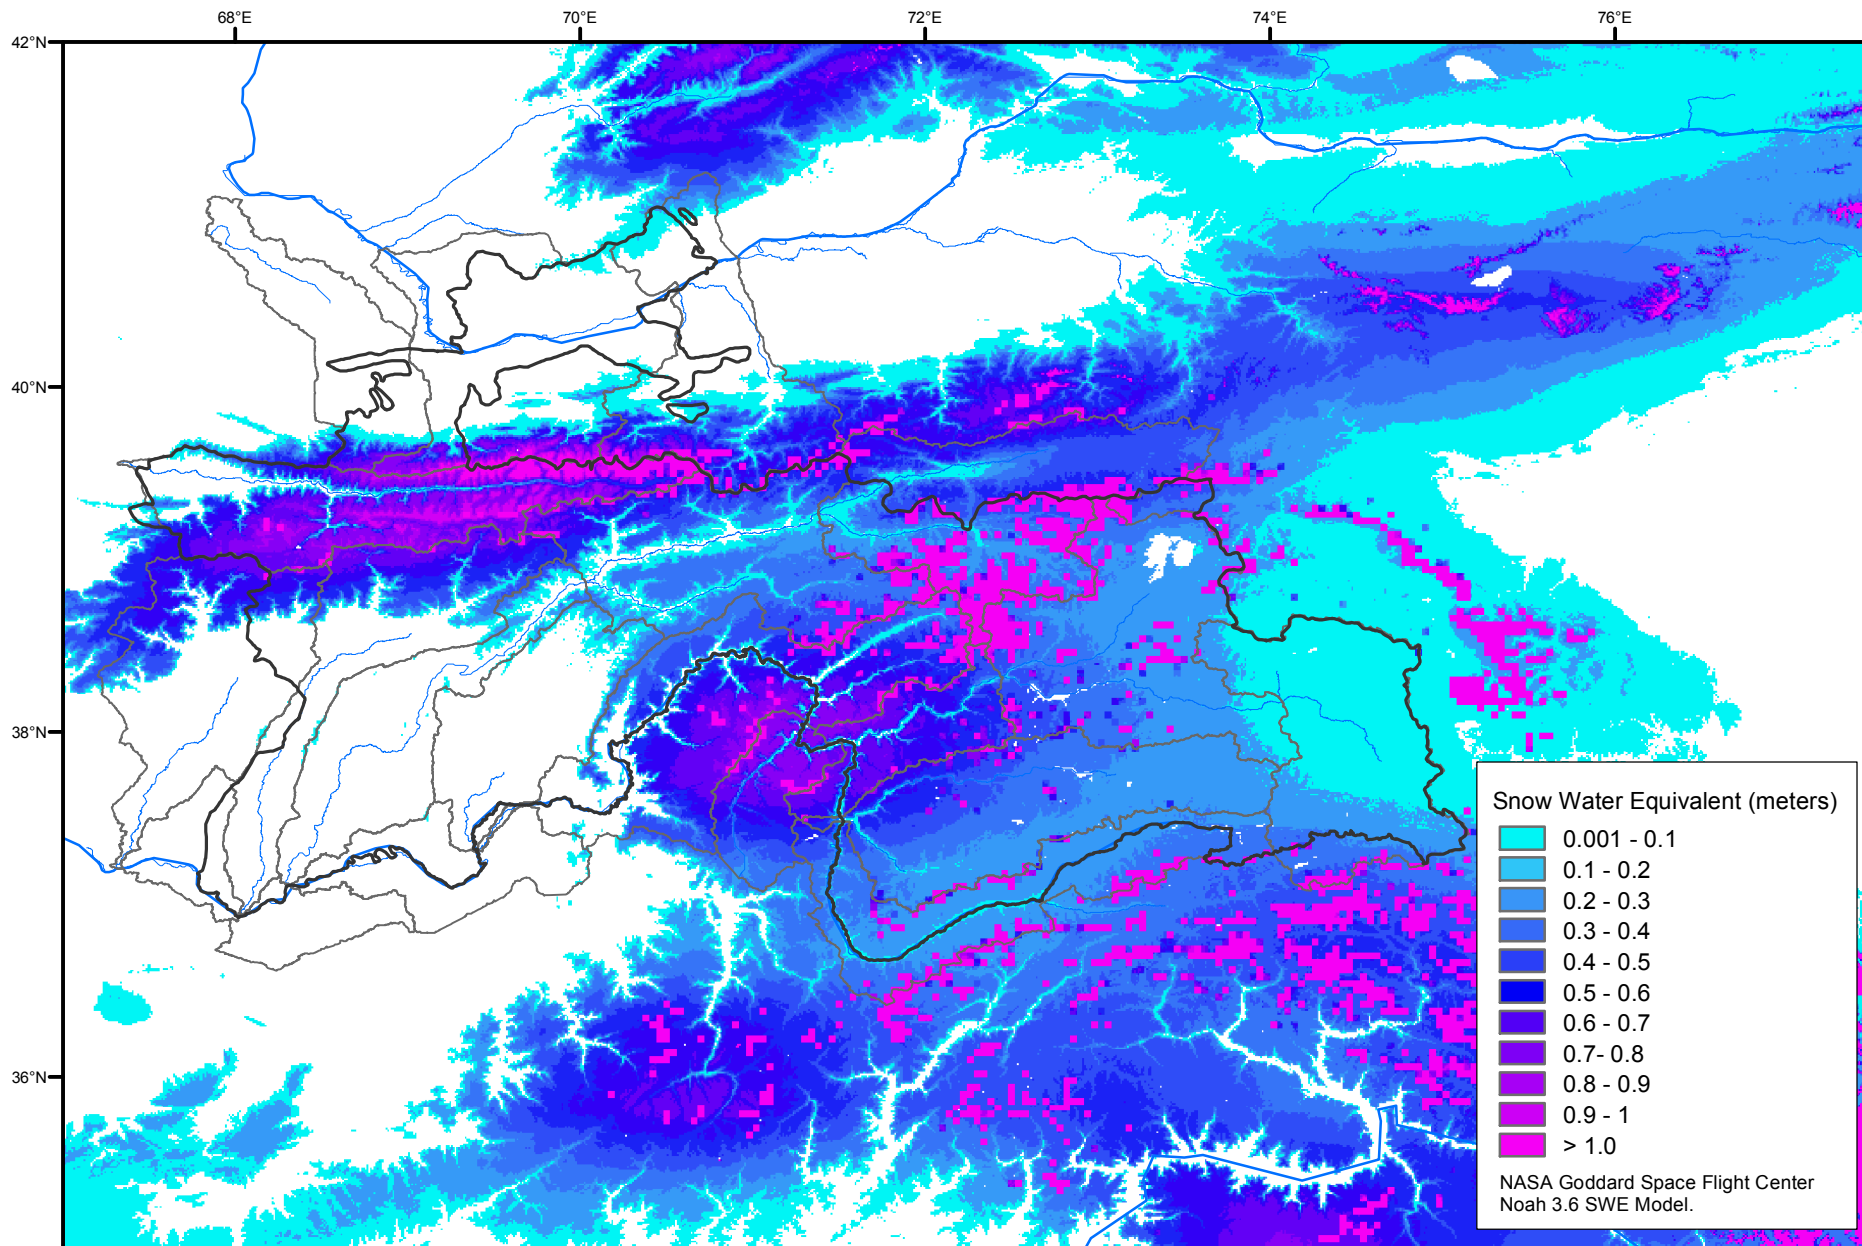 68°E
70°E
72°E
74°E
76°E
42°N
40°N
38°N
36°N
Snow Water Equivalent (meters)
0.001 - 0.1
0.1 - 0.2
0.2 - 0.3
0.3 - 0.4
0.4 - 0.5
0.5 - 0.6
0.6 - 0.7
0.7- 0.8
0.8 - 0.9
0.9 - 1
> 1.0
NASA Goddard Space Flight Center
Noah 3.6 SWE Model.